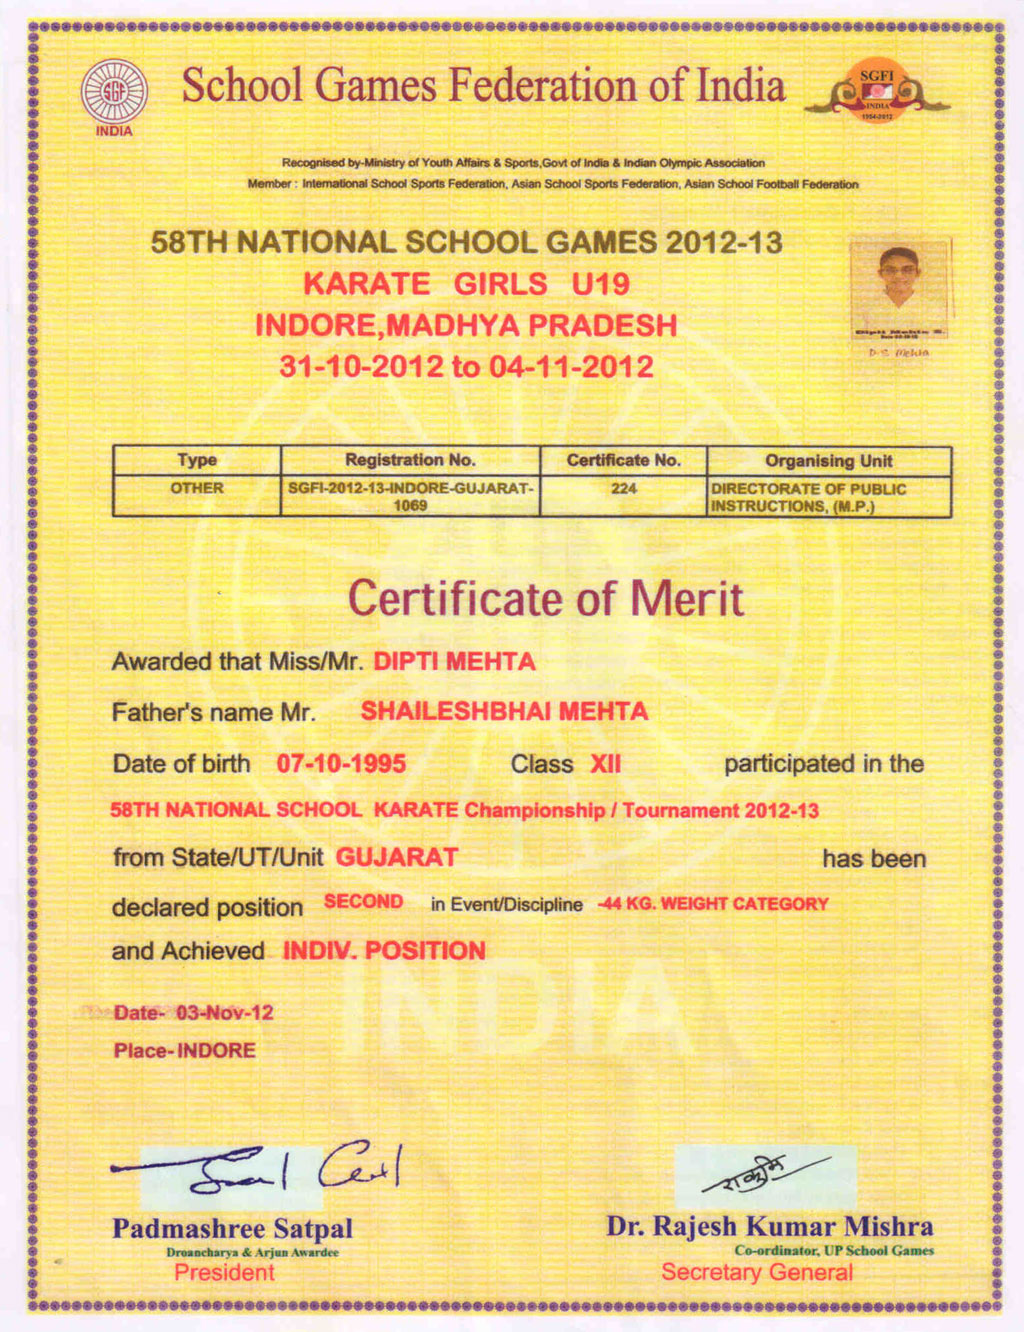 SGF
INDIA
School Games Federation of India
SGFI
INDIA
1954-2012
Recognised by-Ministry of Youth Affairs & Sports,Govt of India & Indian Olympic Association
Member : International School Sports Federation, Asian School Sports Federation, Asian School Football Federation
58TH NATIONAL SCHOOL GAMES 2012-13
KARATE GIRLS U19
INDORE,MADHYA PRADESH
31-10-2012 to 04-11-2012
Dipti Mehta S.
D-S Mehta
Type Registration No. Certificate No. Organising Unit
OTHER SGFI-2012-13-INDORE-GUJARAT- 224 DIRECTORATE OF PUBLIC
1069 INSTRUCTIONS, (M.P.)
Certificate of Merit
Awarded that Miss/Mr. DIPTI MEHTA
Father's name Mr. SHAILESHBHAI MEHTA
Date of birth 07-10-1995 Class XII participated in the
58TH NATIONAL SCHOOL KARATE Championship / Tournament 2012-13
from State/UT/Unit GUJARAT has been
declared position SECOND in Event/Discipline -44 KG. WEIGHT CATEGORY
and Achieved INDIV. POSITION
INDIA
Date- 03-Nov-12
Place- INDORE
Padmashree Satpal
Droancharya & Arjun Awardee
President
Dr. Rajesh Kumar Mishra
Co-ordinator, UP School Games
Secretary General